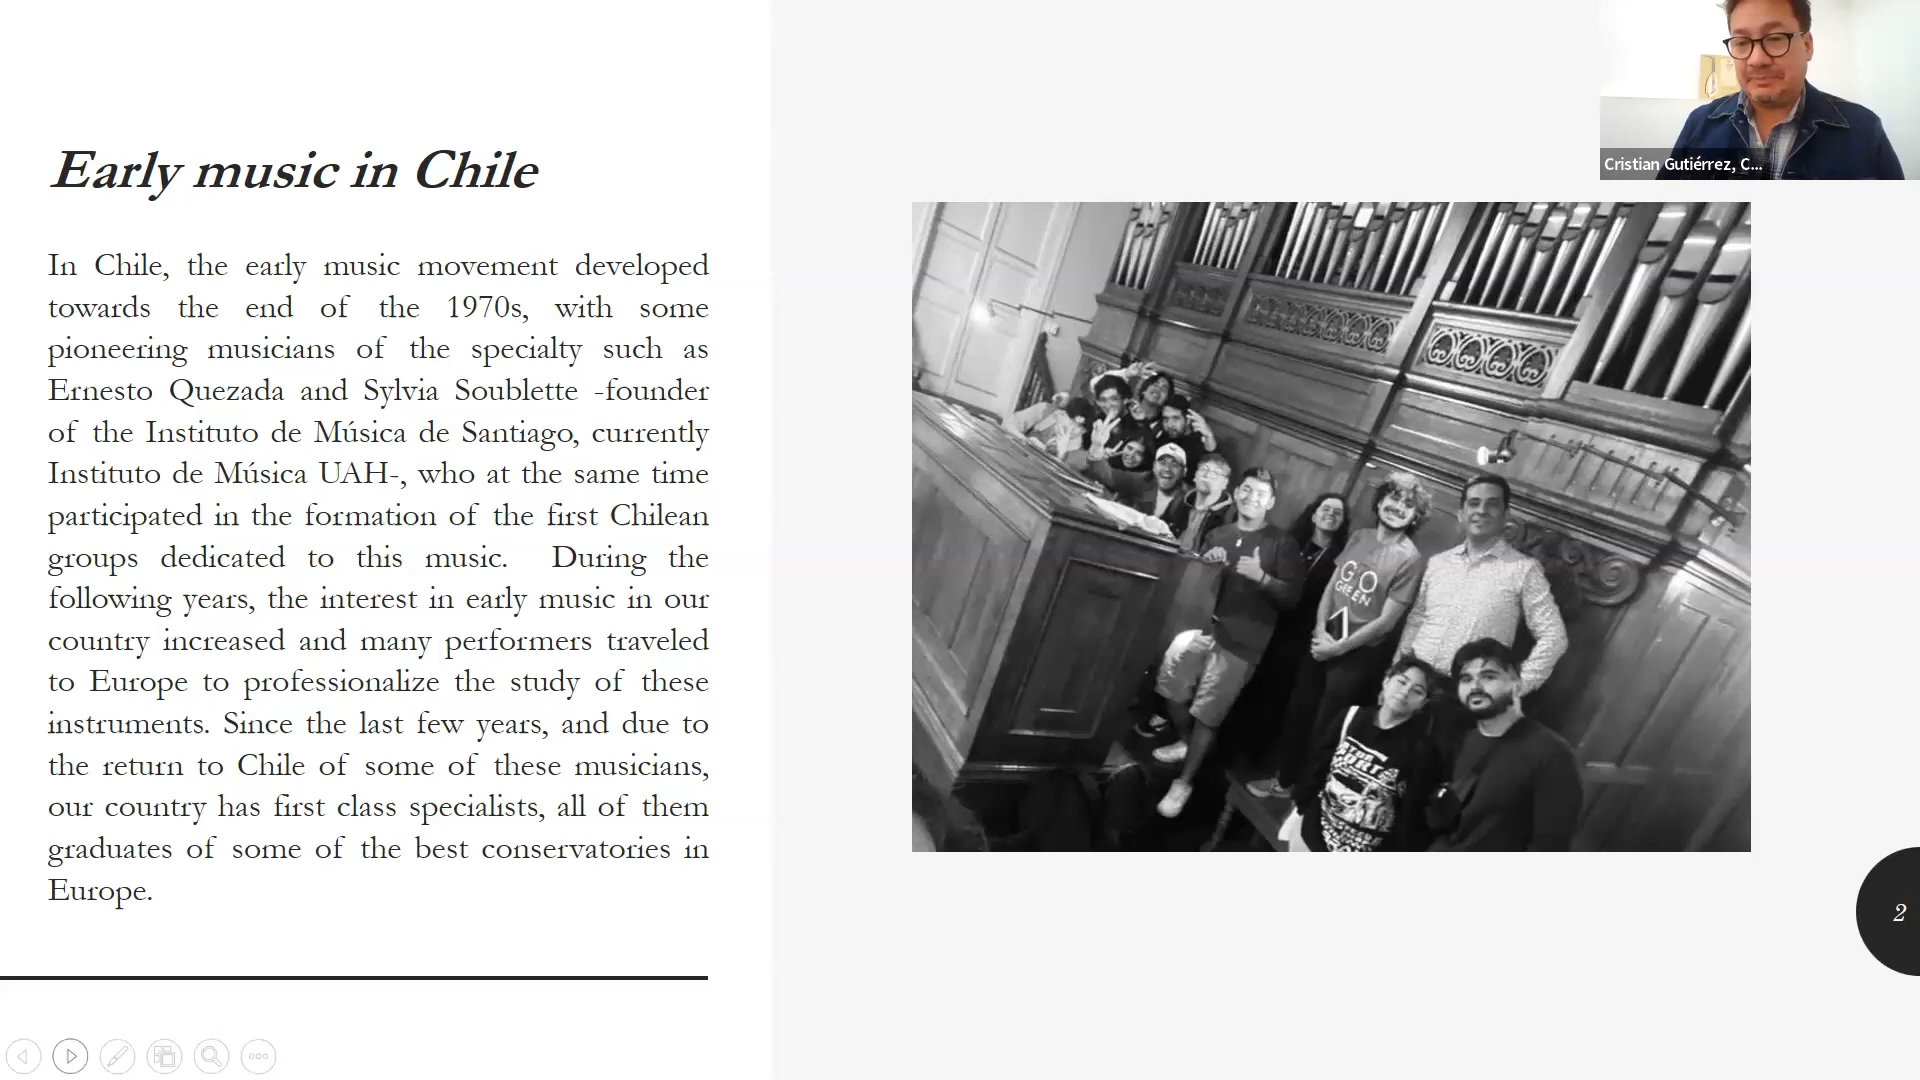 Early music in Chile
In Chile, the early music movement developed
towards the end of the 1970s, with some
pioneering musicians of the specialty such as
Ernesto Quezada and Sylvia Soublette -founder
of the Instituto de Música de Santiago, currently
Instituto de Música UAH-, who at the same time
participated in the formation of the first Chilean
groups dedicated to this music. During the
following years, the interest in early music in our
country increased and many performers traveled
to Europe to professionalize the study of these
instruments. Since the last few years, and due to
the return to Chile of some of these musicians,
our country has first class specialists, all of them
graduates of some of the best conservatories in
Europe.
Cristian Gutiérrez, C...
GO
GREEN
2